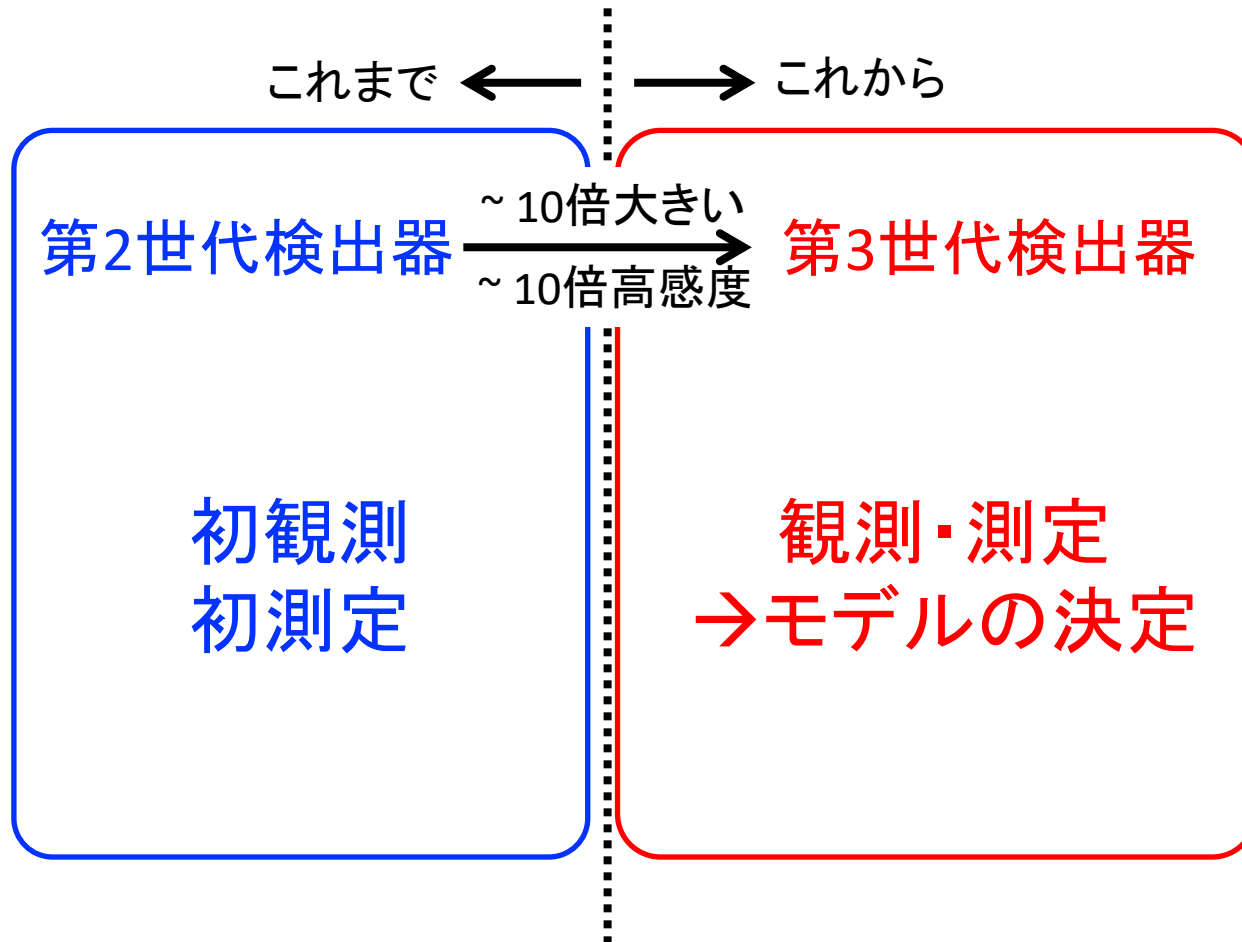 これまで
これから
~ 10倍大きい
第2世代検出器
第3世代検出器
~ 10倍高感度
初観測
初測定
観測・測定
→モデルの決定